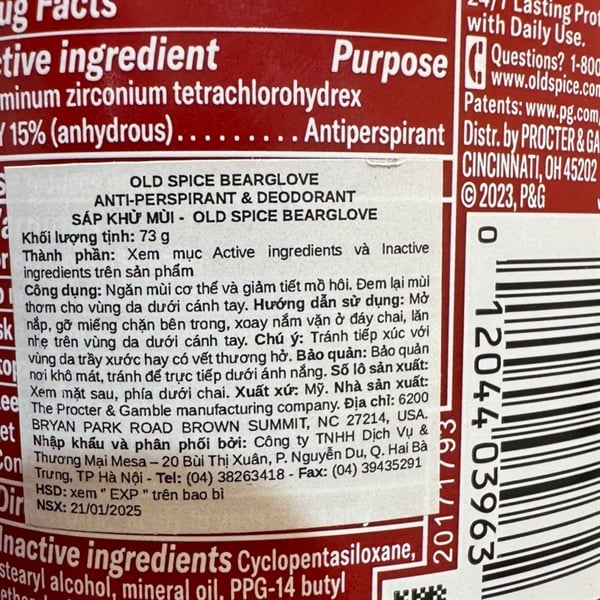 ug Facts
ctive ingredient Purpose
minum zirconium tetrachlorohydrex
Y 15% (anhydrous)......... Antiperspirant
24/7 Lasting Prot
with Daily Use.
Questions? 1-800
www.oldspice.com
Patents: www.pg.com/
Distr. by PROCTER & GA
CINCINNATI, OH 45202
© 2023, P&G
OLD SPICE BEARGLOVE
ANTI-PERSPIRANT & DEODORANT
SÁP KHỬ MÙI - OLD SPICE BEARGLOVE
Khối lượng tịnh: 73 g
Thành phần: Xem mục Active ingredients và Inactive
ingredients trên sản phẩm
Công dụng: Ngăn mùi cơ thể và giảm tiết mồ hôi. Đem lại mùi
thơm cho vùng da dưới cánh tay. Hướng dẫn sử dụng: Mở
nắp, gỡ miếng chặn bên trong, xoay nắm vặn ở đáy chai, lăn
nhẹ trên vùng da dưới cánh tay. Chú ý: Tránh tiếp xúc với
vùng da trầy xước hay có vết thương hở. Bảo quản: Bảo quản
nơi khô mát, tránh để trực tiếp dưới ánh nắng. Số lô sản xuất:
Xem mặt sau, phía dưới chai. Xuất xứ: Mỹ. Nhà sản xuất:
The Procter & Gamble manufacturing company. Địa chỉ: 6200
BRYAN PARK ROAD BROWN SUMMIT, NC 27214, USA.
Nhập khẩu và phân phối bởi: Công ty TNHH Dịch Vụ &
Thương Mại Mesa – 20 Bùi Thị Xuân, P. Nguyễn Du, Q. Hai Bà
Trưng, TP Hà Nội - Tel: (04) 38263418 - Fax: (04) 39435291
HSD: xem " EXP " trên bao bì
NSX: 21/01/2025
20171793
0 12044 03963
Inactive ingredients Cyclopentasiloxane,
stearyl alcohol, mineral oil, PPG-14 butyl